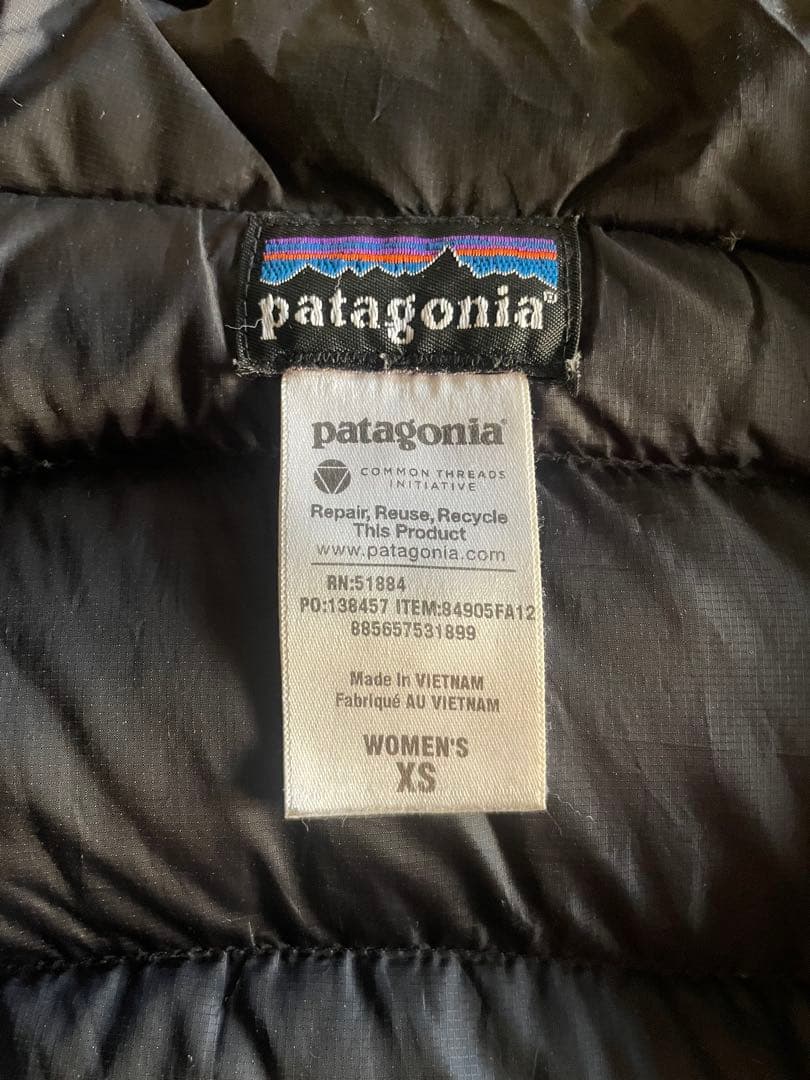 patagonia®
patagonia®
COMMON THREADS
INITIATIVE
Repair, Reuse, Recycle
This Product
www.patagonia.com
RN:51884
PO:138457 ITEM:84905FA12
885657531899
Made In VIETNAM
Fabriqué AU VIETNAM
WOMEN'S
XS